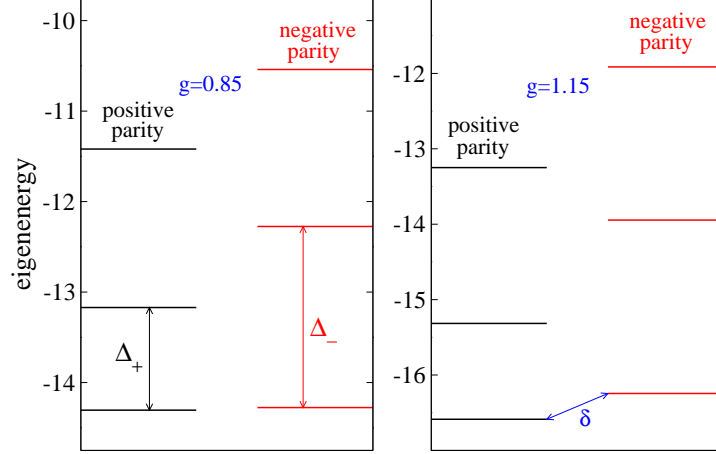 eigenenergy
-10
-11
-12
-13
-14
negative
parity
g=0.85
positive
parity
Δ+
Δ−
-12
-13
-14
-15
-16
negative
parity
g=1.15
positive
parity
δ